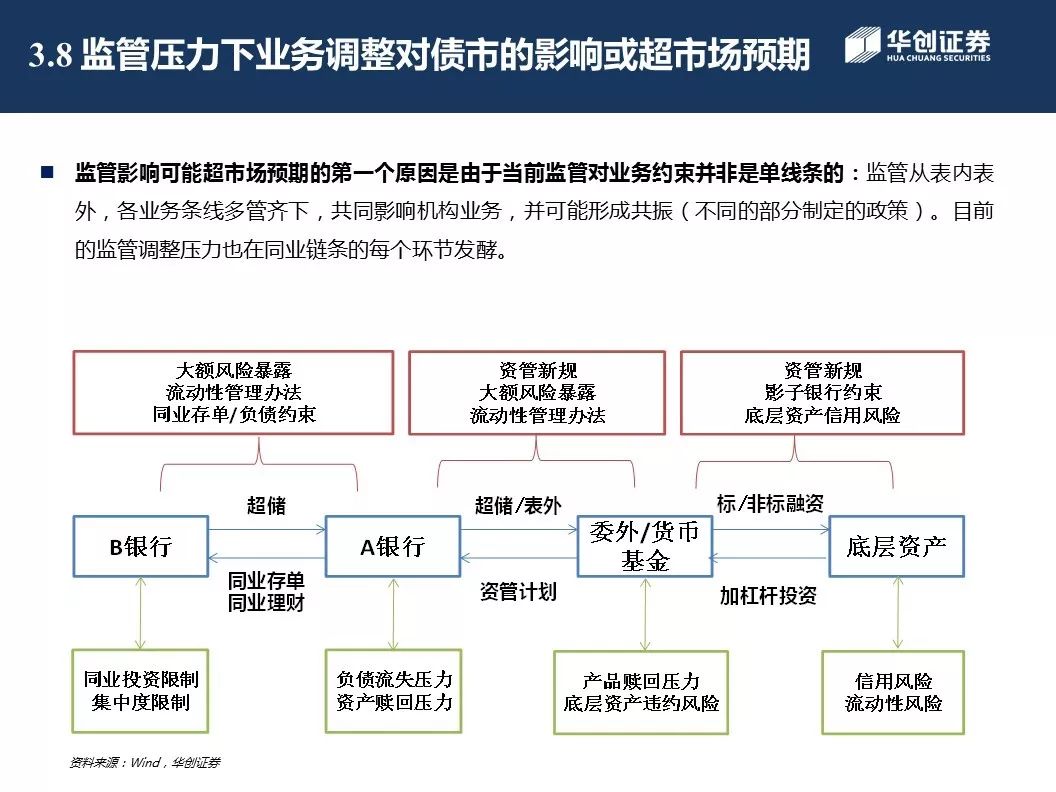 3.8 监管压力下业务调整对债市的影响或超市场预期
华创证券
HUA CHUANG SECURITIES
监管影响可能超市场预期的第一个原因是由于当前监管对业务约束并非是单线条的：监管从表内表
外，各业务条线多管齐下，共同影响机构业务，并可能形成共振（不同的部分制定的政策）。目前
的监管调整压力也在同业链条的每个环节发酵。
大额风险暴露
流动性管理办法
同业存单/负债约束
资管新规
大额风险暴露
流动性管理办法
资管新规
影子银行约束
底层资产信用风险
超储
超储/表外
标/非标融资
B银行
A银行
委外/货币
基金
底层资产
同业存单
同业理财
资管计划
加杠杆投资
同业投资限制
集中度限制
负债流失压力
资产赎回压力
产品赎回压力
底层资产违约风险
信用风险
流动性风险
资料来源：Wind，华创证券